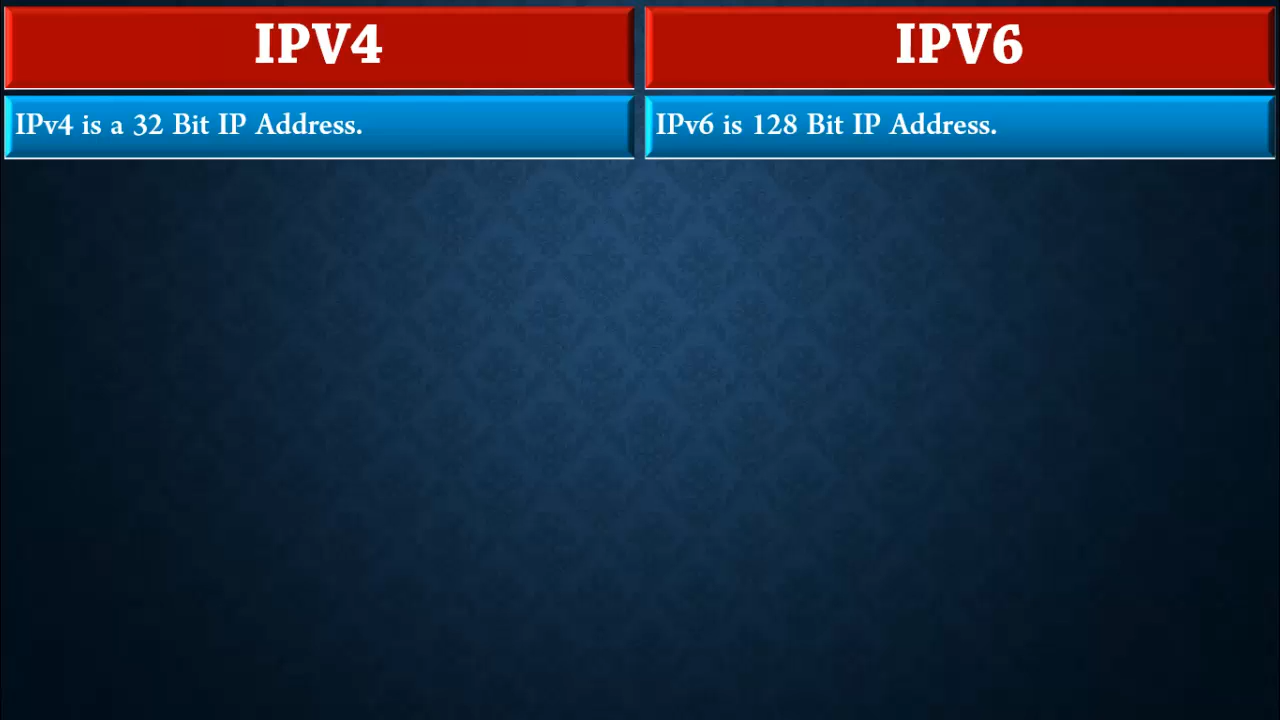 IPV4
IPV6
IPv4 is a 32 Bit IP Address.
IPv6 is 128 Bit IP Address.